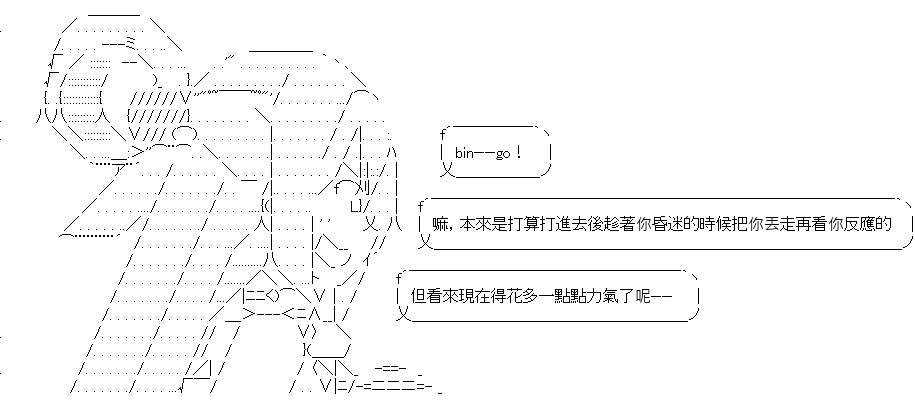 bin——go！
嘛，本來是打算打進去後趁著你昏迷的時候把你丟走再看你反應的
但看來現在得花多一點點力氣了呢——